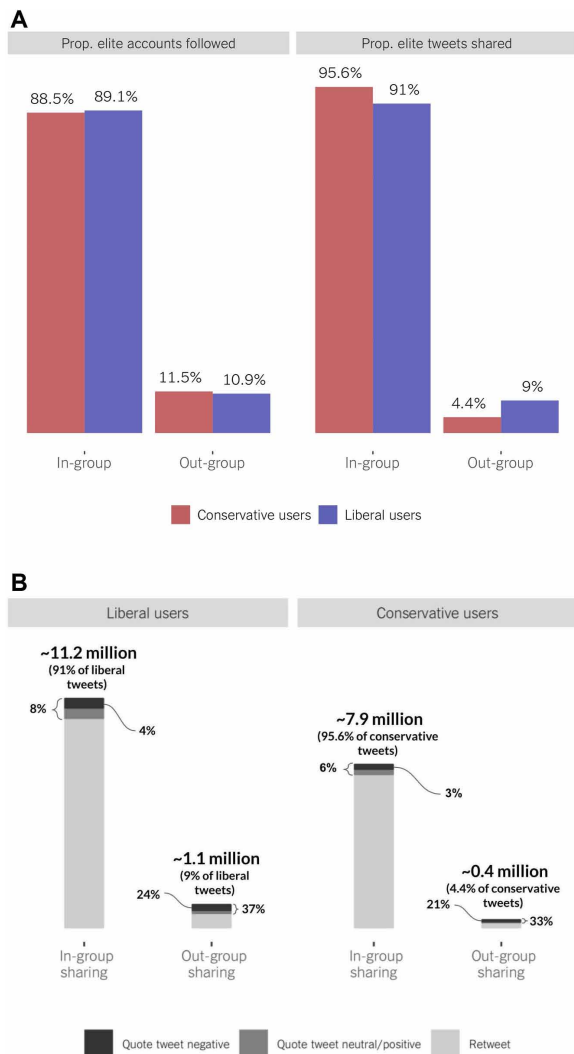 A
Prop. elite accounts followed
Prop. elite tweets shared
88.5%
89.1%
11.5%
10.9%
95.6%
91%
4.4%
9%
In-group
Out-group
In-group
Out-group
Conservative users
Liberal users
B
Liberal users
Conservative users
~11.2 million
(91% of liberal
tweets)
8%
4%
~1.1 million
(9% of liberal
tweets)
24%
37%
~7.9 million
(95.6% of conservative
tweets)
6%
3%
~0.4 million
(4.4% of conservative
tweets)
21%
33%
In-group
sharing
Out-group
sharing
In-group
sharing
Out-group
sharing
Quote tweet negative
Quote tweet neutral/positive
Retweet